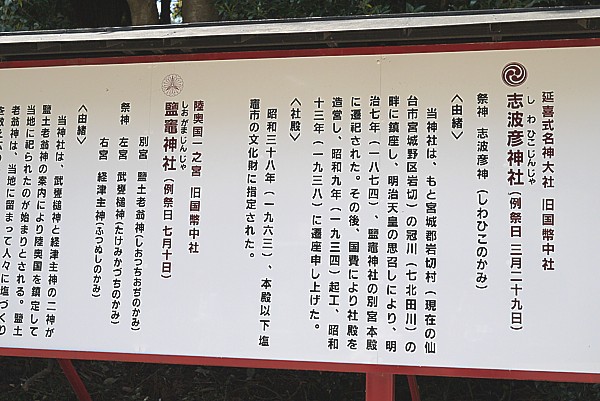 延喜式名神大社　旧国幣中社
志波彦神社（例祭日 三月二十九日）
しわひこじんじゃ
祭神　志波彦神（しわひこのかみ）
〈由緒〉
当神社は、もと宮城郡岩切村（現在の仙
台市宮城野区岩切）の冠川（七北田川）の
畔に鎮座し、明治天皇の思召しにより、明
治七年（一八七四）、鹽竈神社の別宮本殿
に遷祀された。その後、国費により社殿を
造営し、昭和九年（一九三四）起工、昭和
十三年（一九三八）に遷座申し上げた。
〈社殿〉
昭和三十八年（一九六三）、本殿以下塩
竈市の文化財に指定された。
陸奥国一之宮　旧国幣中社
鹽竈神社（例祭日 七月十日）
しおがまじんじゃ
祭神　別宮　鹽土老翁神（しおつちおぢのかみ）
左宮　武甕槌神（たけみかづちのかみ）
右宮　経津主神（ふつぬしのかみ）
〈由緒〉
当神社は、武甕槌神と経津主神の二神が
鹽土老翁神の案内により陸奥国を鎮定して
当地に祀られたのが始まりとされる。鹽土
老翁神は、当地に留まって人々に塩づくり